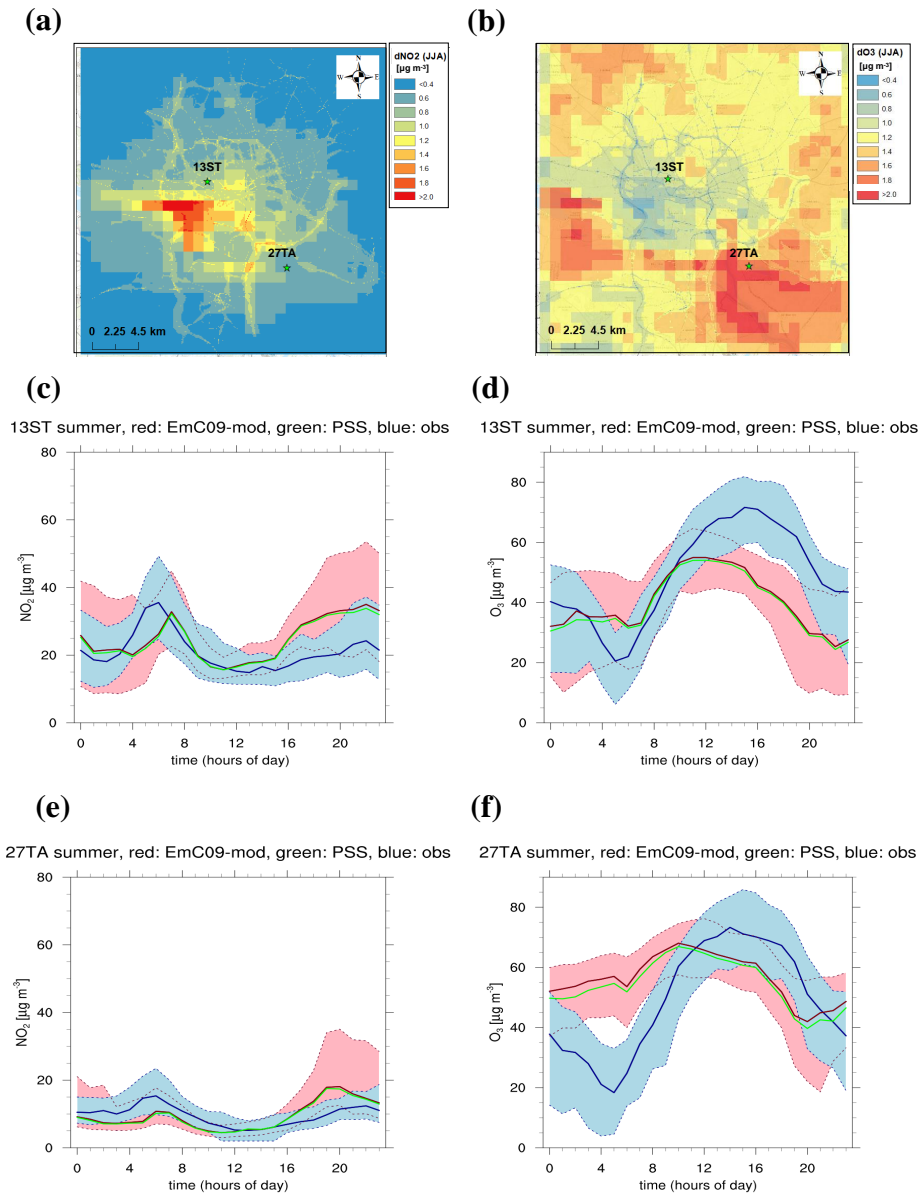 (a)
(b)
dNO2 (JJA)
[µg m-3]
<0.4
0.6
0.8
1.0
1.2
1.4
1.6
1.8
>2.0
N
W E
S
13ST
27TA
0 2.25 4.5 km
dO3 (JJA)
[µg m-3]
<0.4
0.6
0.8
1.0
1.2
1.4
1.6
1.8
>2.0
N
W E
S
13ST
27TA
0 2.25 4.5 km
(c)
(d)
13ST summer, red: EmC09-mod, green: PSS, blue: obs
80
60
40
20
0
NO₂ [µg m⁻³]
0 4 8 12 16 20
time (hours of day)
13ST summer, red: EmC09-mod, green: PSS, blue: obs
80
60
40
20
0
O₃ [µg m⁻³]
0 4 8 12 16 20
time (hours of day)
(e)
(f)
27TA summer, red: EmC09-mod, green: PSS, blue: obs
80
60
40
20
0
NO₂ [µg m⁻³]
0 4 8 12 16 20
time (hours of day)
27TA summer, red: EmC09-mod, green: PSS, blue: obs
80
60
40
20
0
O₃ [µg m⁻³]
0 4 8 12 16 20
time (hours of day)